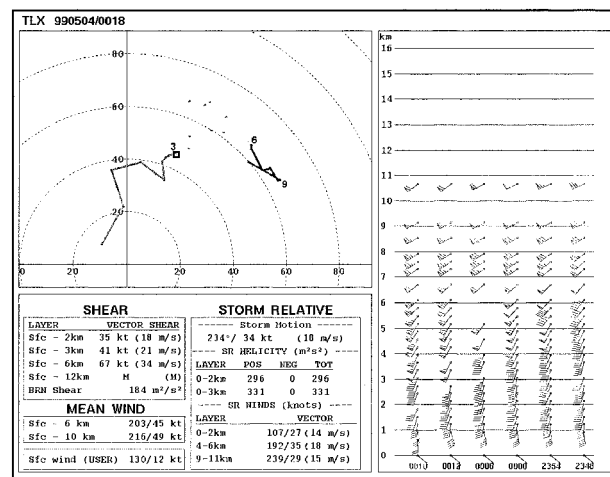 TLX 990504/0018
km
16
15
14
13
12
11
10
9
8
7
6
5
4
3
2
1
0
80
60
40
20
3
6
9
20
0
20
40
60
80
0018
0000
2354
2348
SHEAR
LAYER VECTOR SHEAR
Sfc - 2km 35 kt (18 m/s)
Sfc - 3km 41 kt (21 m/s)
Sfc - 6km 67 kt (34 m/s)
Sfc - 12km M (M)
BRN Shear 184 m²/s²
MEAN WIND
Sfc - 6 km 203/45 kt
Sfc - 10 km 216/49 kt
Sfc wind (USER) 130/12 kt
STORM RELATIVE
Storm Motion
234°/ 34 kt (18 m/s)
SR HELICITY (m²s²)
LAYER POS NEG TOT
0-2km 296 0 296
0-3km 331 0 331
SR WINDS (knots)
LAYER VECTOR
0-2km 107/27 (14 m/s)
4-6km 192/35 (18 m/s)
9-11km 239/29 (15 m/s)